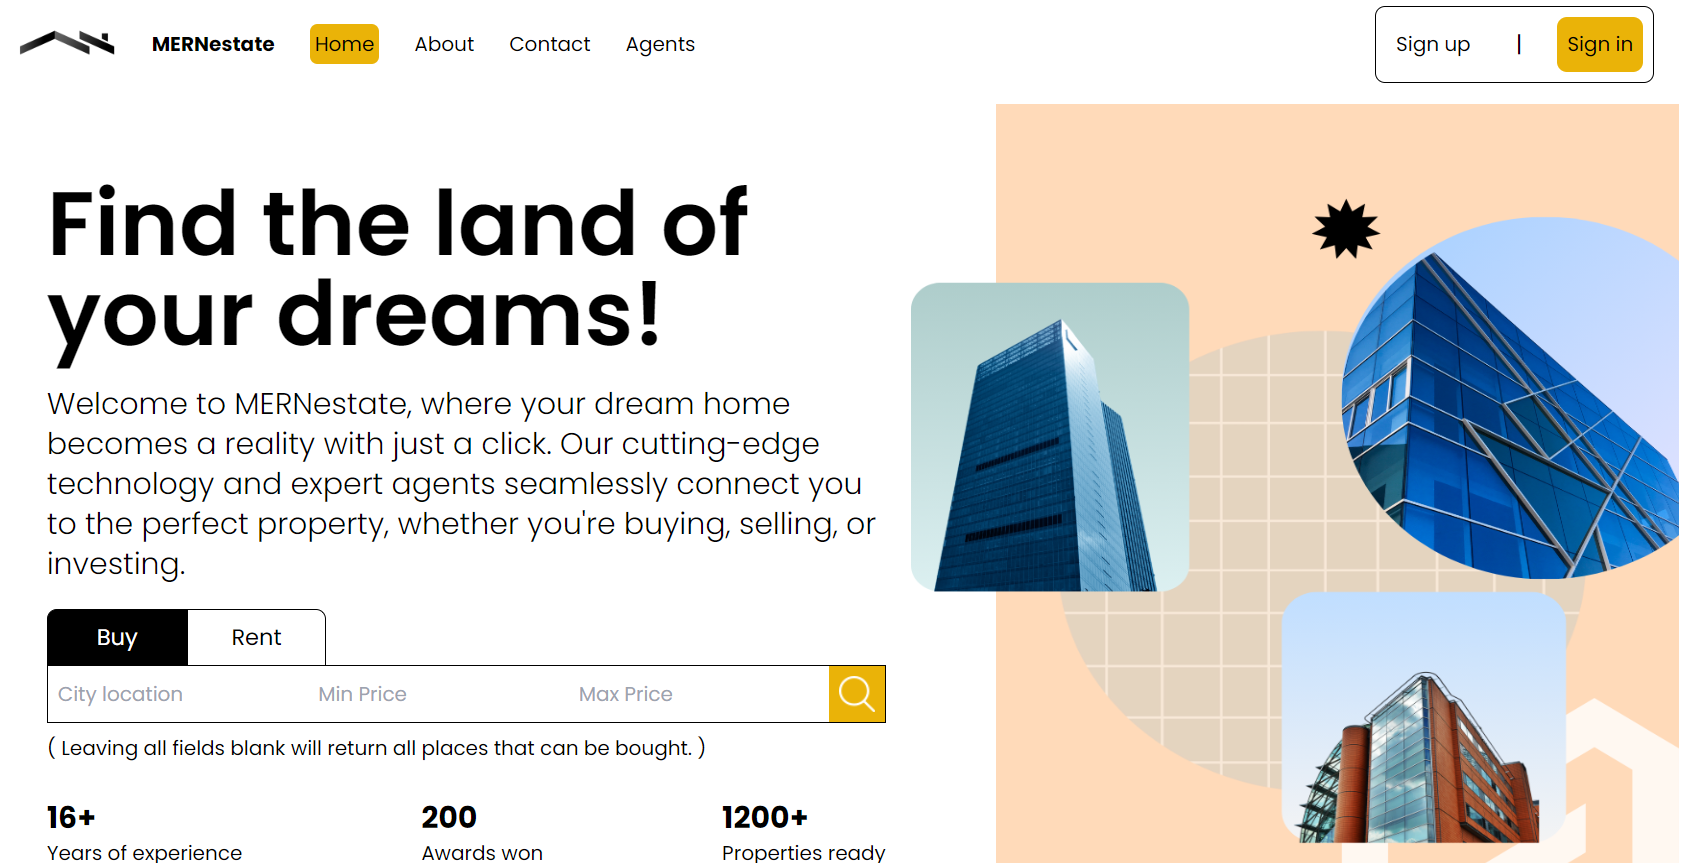 MERNestate Home About Contact Agents Sign up | Sign in
Find the land of
your dreams!
Welcome to MERNestate, where your dream home
becomes a reality with just a click. Our cutting-edge
technology and expert agents seamlessly connect you
to the perfect property, whether you're buying, selling, or
investing.
Buy Rent
City location Min Price Max Price
( Leaving all fields blank will return all places that can be bought. )
16+ 200 1200+
Years of experience Awards won Properties ready